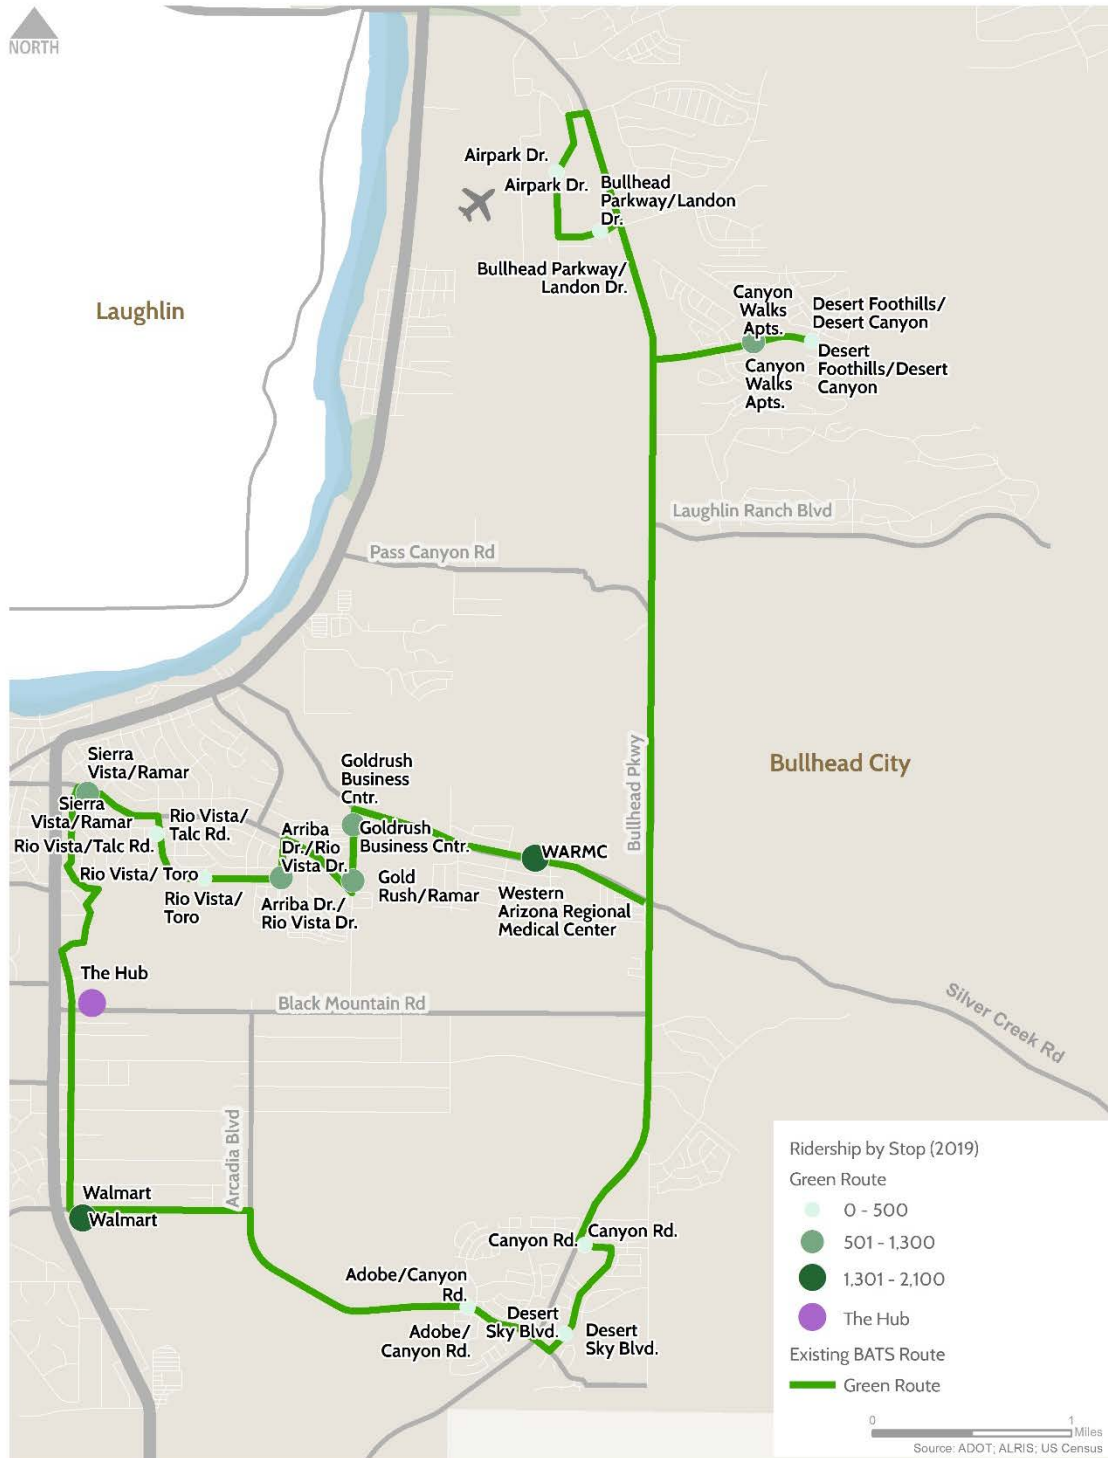 NORTH
Airpark Dr.
Airpark Dr.
Bullhead
Parkway/Landon
Dr.
Bullhead Parkway/
Landon Dr.
Laughlin
Canyon
Walks
Apts.
Desert Foothills/
Desert Canyon
Desert
Foothills/Desert
Canyon
Canyon
Walks
Apts.
Laughlin Ranch Blvd
Pass Canyon Rd
Bullhead Pkwy
Bullhead City
Sierra
Vista/Ramar
Sierra
Vista/Ramar
Goldrush
Business
Cntr.
Goldrush
Business Cntr.
Rio Vista/
Talc Rd.
Rio Vista/Talc Rd.
Arriba
Dr./Rio
Vista Dr.
WARMC
Rio Vista/ Toro
Rio Vista/
Toro
Arriba Dr./
Rio Vista Dr.
Gold
Rush/Ramar
Western
Arizona Regional
Medical Center
The Hub
Black Mountain Rd
Silver Creek Rd
Arcadia Blvd
Walmart
Walmart
Canyon Rd.
Canyon Rd.
Adobe/Canyon
Rd.
Adobe/
Canyon Rd.
Desert
Sky Blvd.
Desert
Sky Blvd.
Ridership by Stop (2019)
Green Route
0 - 500
501 - 1,300
1,301 - 2,100
The Hub
Existing BATS Route
Green Route
0 1
Miles
Source: ADOT; ALRIS; US Census